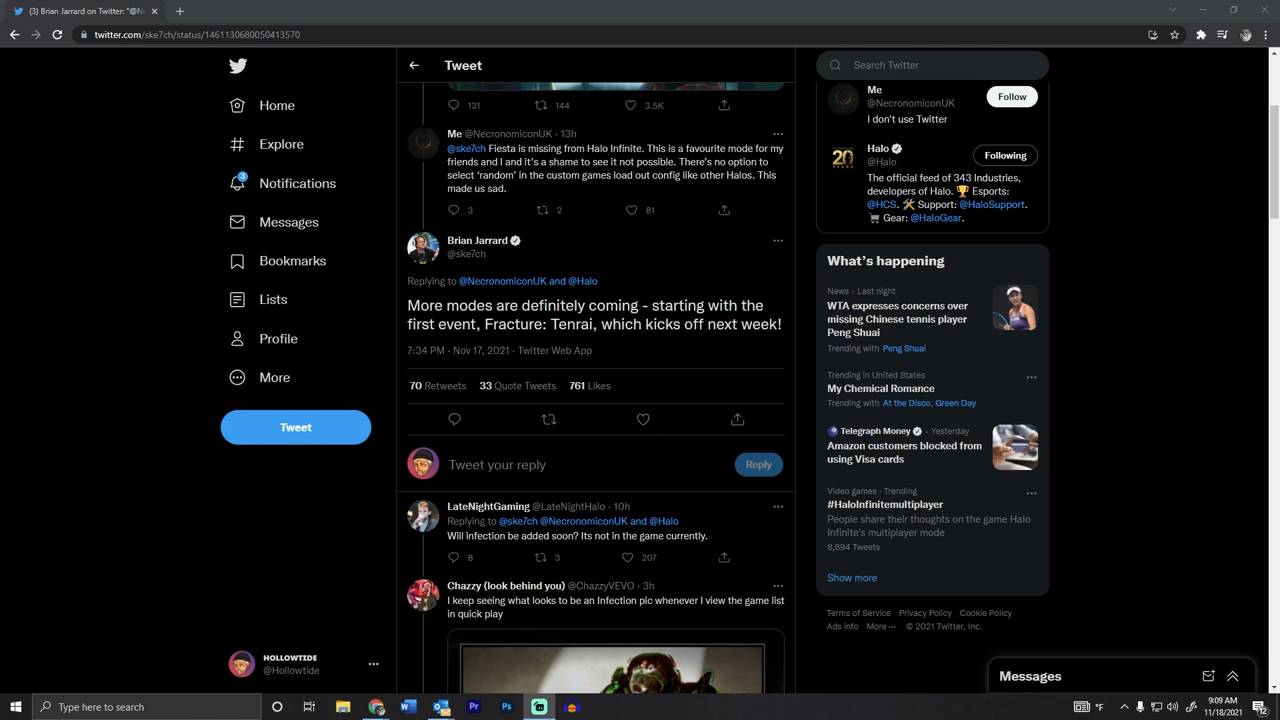 (3) Brian Jarrard on Twitter: "@Ne
twitter.com/ske7ch/status/1461130680050413570
Home
Explore
3
Notifications
Messages
Bookmarks
Lists
Profile
More
Tweet
HOLLOWTIDE
@Hollowtide
Tweet
131 144 3.5K
Me @NecronomiconUK · 13h
@ske7ch Fiesta is missing from Halo Infinite. This is a favourite mode for my
friends and I and it's a shame to see it not possible. There's no option to
select 'random' in the custom games load out config like other Halos. This
made us sad.
3 2 81
Brian Jarrard
@ske7ch
Replying to @NecronomiconUK and @Halo
More modes are definitely coming - starting with the
first event, Fracture: Tenrai, which kicks off next week!
7:34 PM · Nov 17, 2021 · Twitter Web App
70 Retweets 33 Quote Tweets 761 Likes
Tweet your reply
Reply
LateNightGaming @LateNightHalo · 10h
Replying to @ske7ch @NecronomiconUK and @Halo
Will infection be added soon? Its not in the game currently.
8 3 207
Chazzy (look behind you) @ChazzyVEVO · 3h
I keep seeing what looks to be an Infection pic whenever I view the game list
in quick play
Search Twitter
Me
@NecronomiconUK
Follow
I don't use Twitter
20
Halo
@Halo
Following
The official feed of 343 Industries,
developers of Halo. 🏆 Esports:
@HCS. 🛠 Support: @HaloSupport.
🛒 Gear: @HaloGear.
What's happening
News · Last night
WTA expresses concerns over
missing Chinese tennis player
Peng Shuai
Trending with Peng Shuai
Trending in United States
My Chemical Romance
Trending with At the Disco, Green Day
Telegraph Money · Yesterday
Amazon customers blocked from
using Visa cards
Video games · Trending
#HaloInfinitemultiplayer
People share their thoughts on the game Halo
Infinite's multiplayer mode
8,694 Tweets
Show more
Terms of Service Privacy Policy Cookie Policy
Ads info More ··· © 2021 Twitter, Inc.
Messages
Type here to search
°F
9:09 AM
11/18/2021